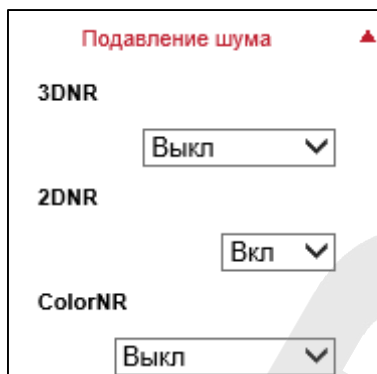 Подавление шума
3DNR
Выкл
2DNR
Вкл
ColorNR
Выкл